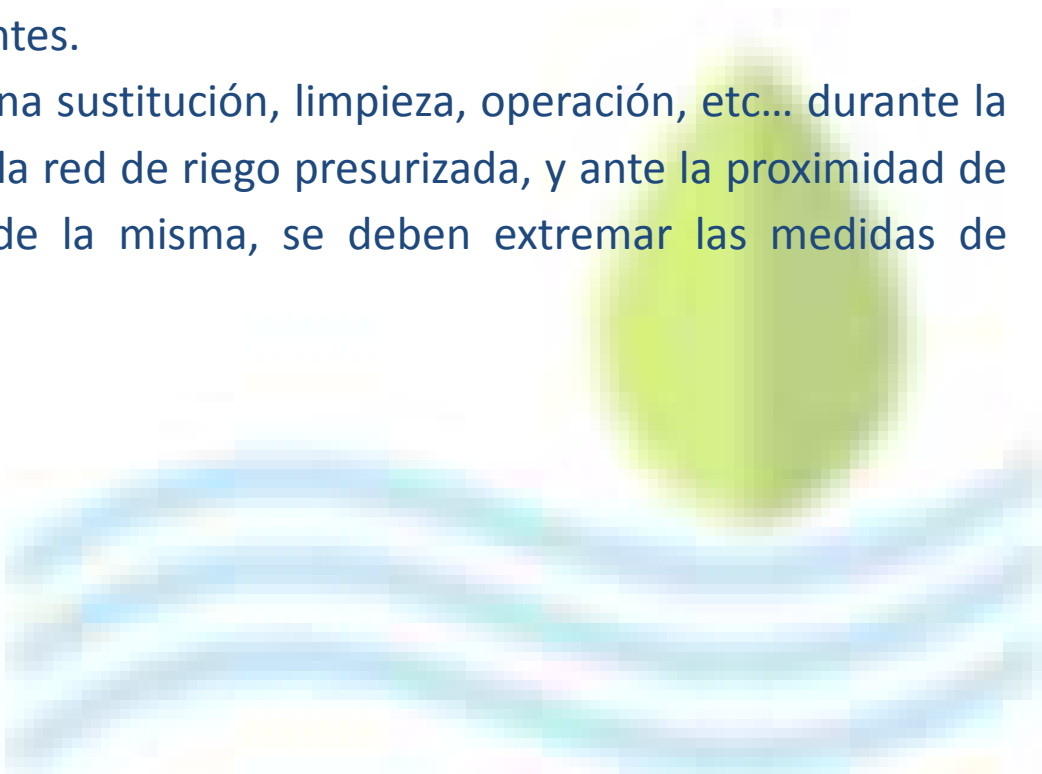 ntes.
na sustitución, limpieza, operación, etc… durante la
la red de riego presurizada, y ante la proximidad de
de la misma, se deben extremar las medidas de